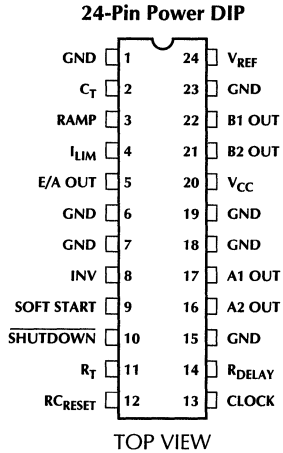 24-Pin Power DIP
GND 1 24 VREF
CT 2 23 GND
RAMP 3 22 B1 OUT
ILIM 4 21 B2 OUT
E/A OUT 5 20 VCC
GND 6 19 GND
GND 7 18 GND
INV 8 17 A1 OUT
SOFT START 9 16 A2 OUT
SHUTDOWN 10 15 GND
RT 11 14 RDELAY
RCRESET 12 13 CLOCK
TOP VIEW